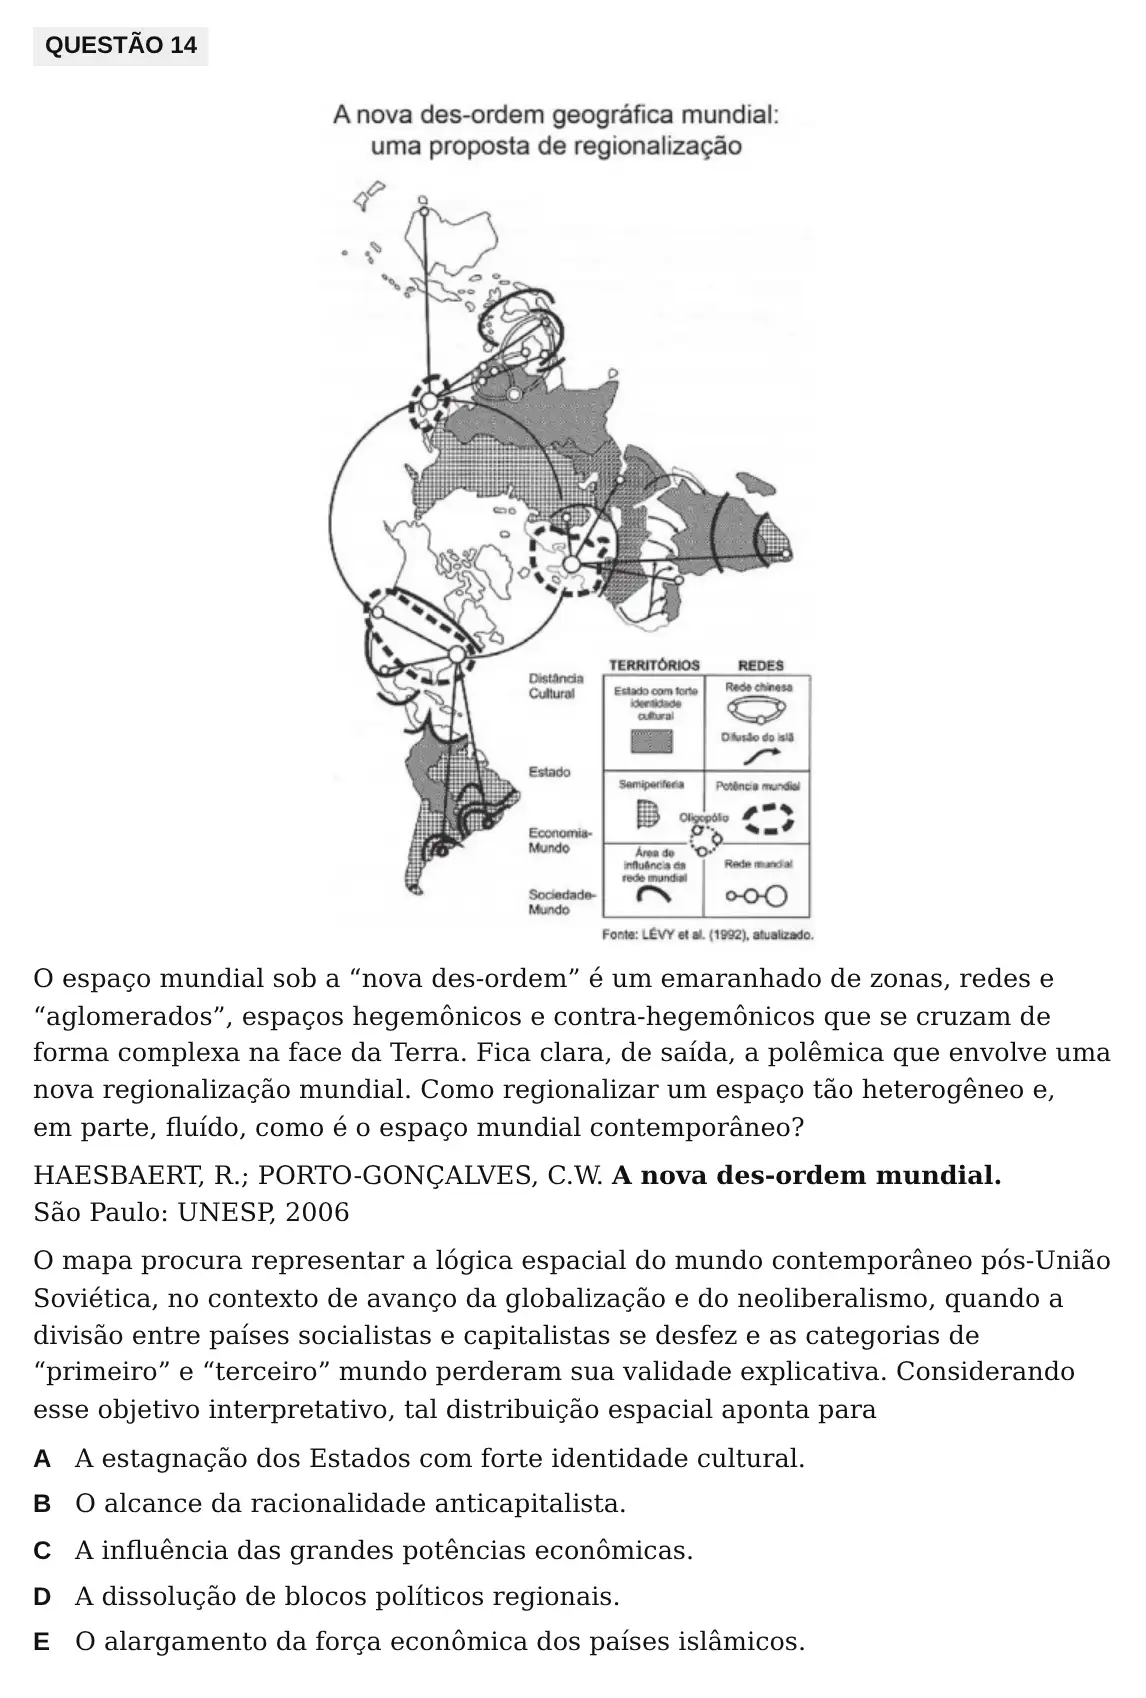 QUESTÃO 14
A nova des-ordem geográfica mundial:
uma proposta de regionalização
TERRITÓRIOS REDES
Distância
Cultural
Estado com forte
identidade
cultural
Rede chinesa
Difusão do islã
Estado
Semiperiferia
Potência mundial
Oligopólio
Economia-
Mundo
Área de
influência da
rede mundial
Rede mundial
Sociedade-
Mundo
Fonte: LÉVY et al. (1992), atualizado.
O espaço mundial sob a “nova des-ordem” é um emaranhado de zonas, redes e
“aglomerados”, espaços hegemônicos e contra-hegemônicos que se cruzam de
forma complexa na face da Terra. Fica clara, de saída, a polêmica que envolve uma
nova regionalização mundial. Como regionalizar um espaço tão heterogêneo e,
em parte, fluído, como é o espaço mundial contemporâneo?
HAESBAERT, R.; PORTO-GONÇALVES, C.W. A nova des-ordem mundial.
São Paulo: UNESP, 2006
O mapa procura representar a lógica espacial do mundo contemporâneo pós-União
Soviética, no contexto de avanço da globalização e do neoliberalismo, quando a
divisão entre países socialistas e capitalistas se desfez e as categorias de
“primeiro” e “terceiro” mundo perderam sua validade explicativa. Considerando
esse objetivo interpretativo, tal distribuição espacial aponta para
A A estagnação dos Estados com forte identidade cultural.
B O alcance da racionalidade anticapitalista.
C A influência das grandes potências econômicas.
D A dissolução de blocos políticos regionais.
E O alargamento da força econômica dos países islâmicos.